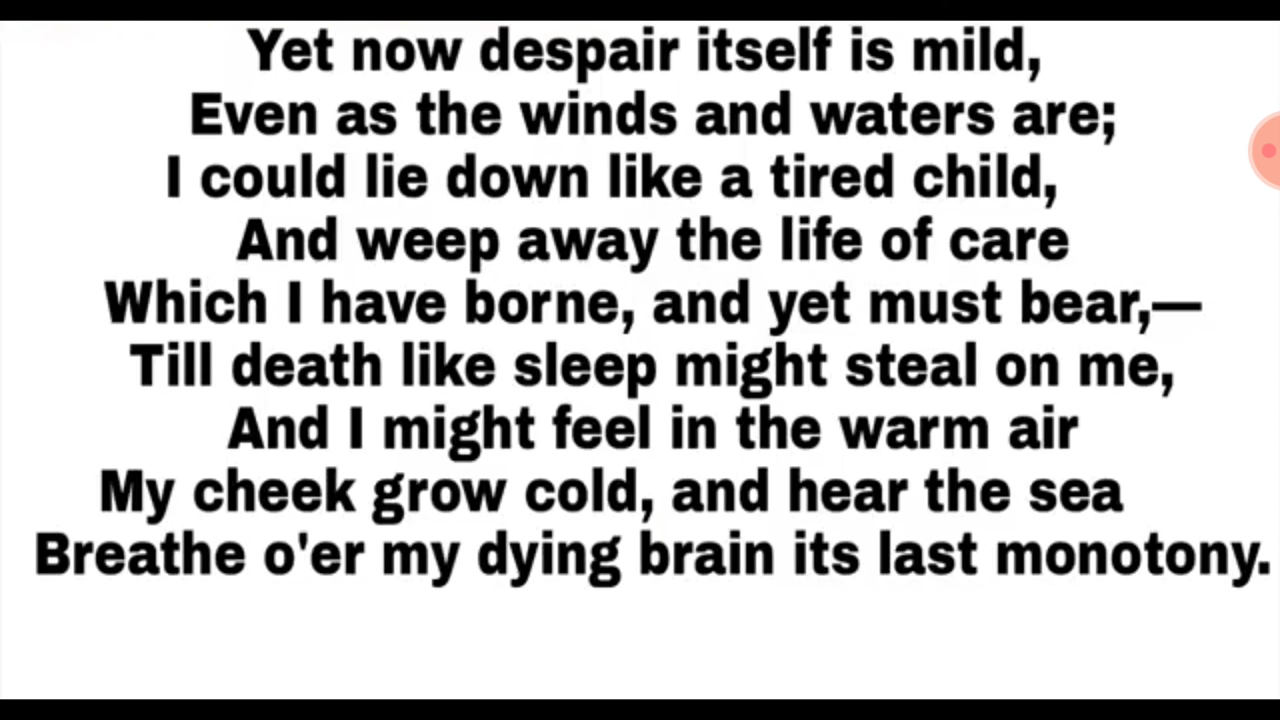 Yet now despair itself is mild,
Even as the winds and waters are;
I could lie down like a tired child,
And weep away the life of care
Which I have borne, and yet must bear,—
Till death like sleep might steal on me,
And I might feel in the warm air
My cheek grow cold, and hear the sea
Breathe o'er my dying brain its last monotony.